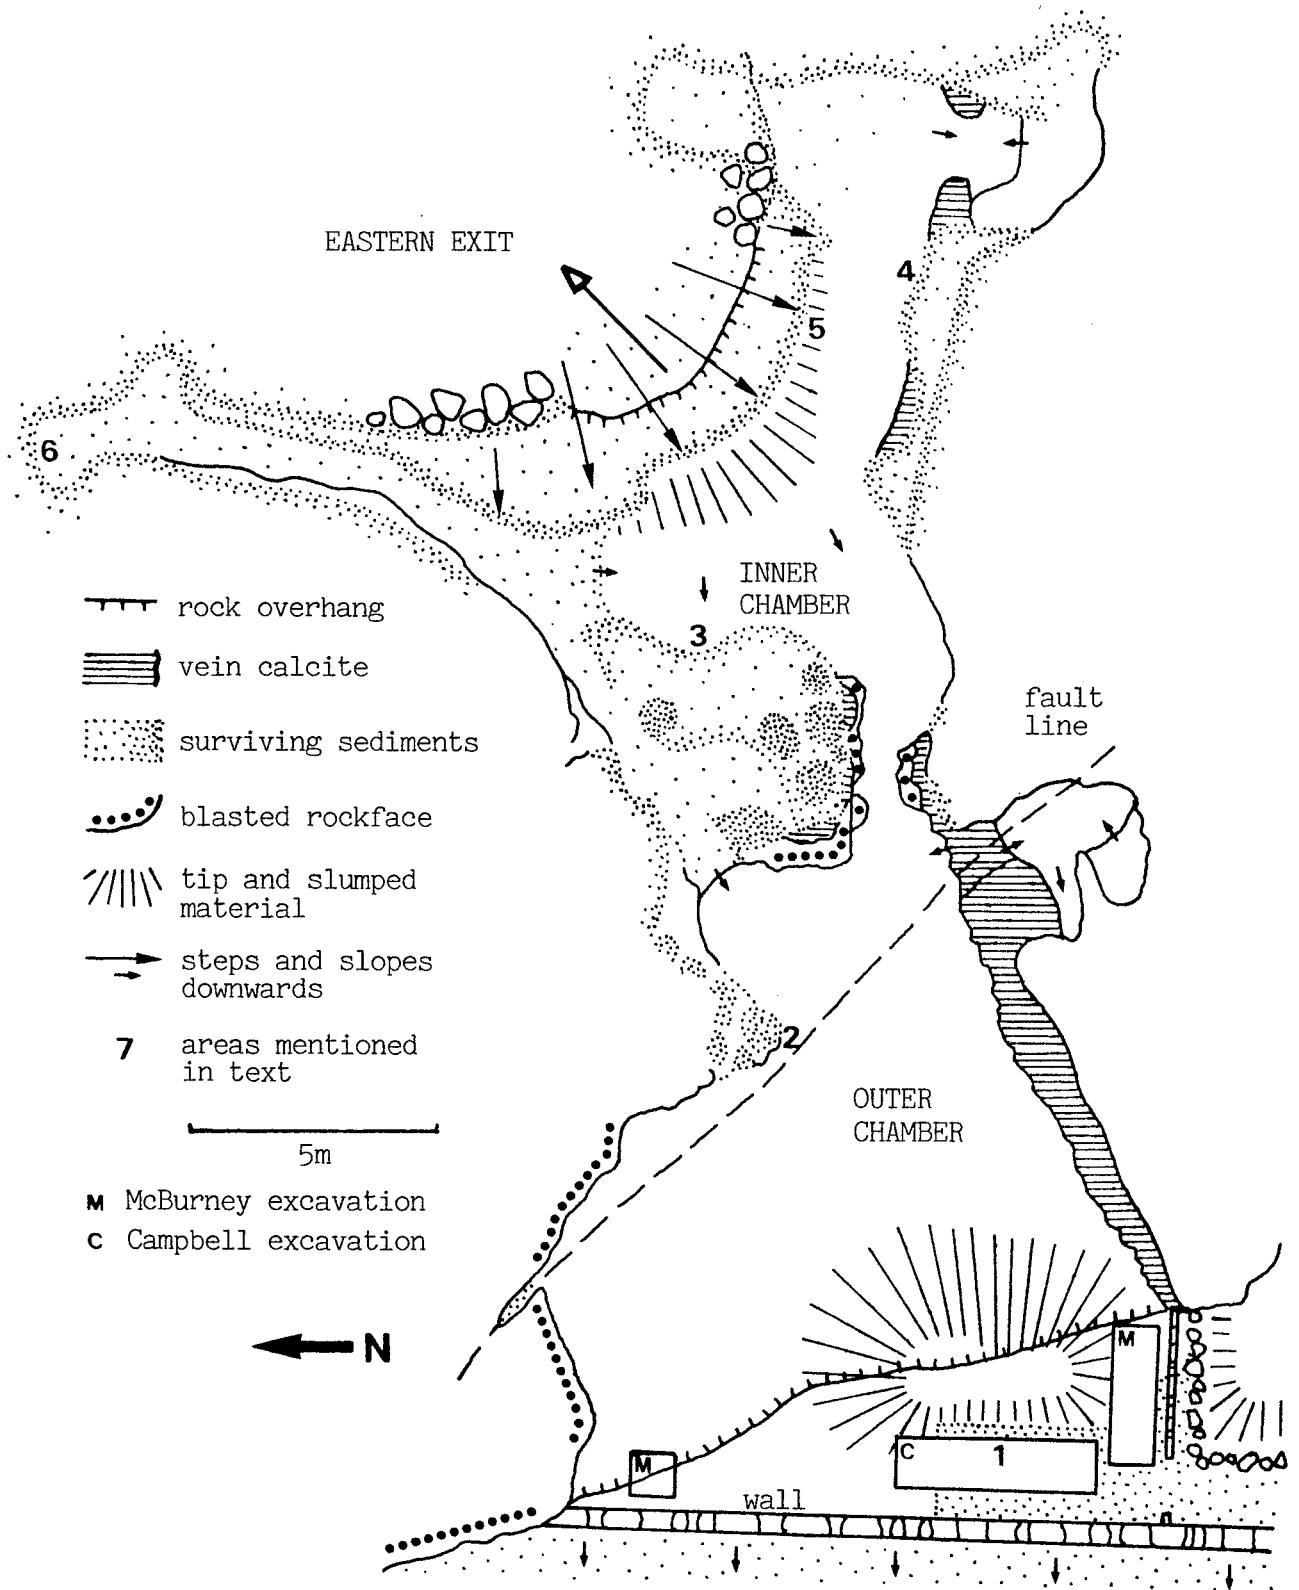 EASTERN EXIT
4
5
6
INNER
CHAMBER
3
rock overhang
vein calcite
surviving sediments
blasted rockface
tip and slumped
material
steps and slopes
downwards
7 areas mentioned
in text
5m
M McBurney excavation
C Campbell excavation
fault
line
2
OUTER
CHAMBER
N
M
M
C
1
wall